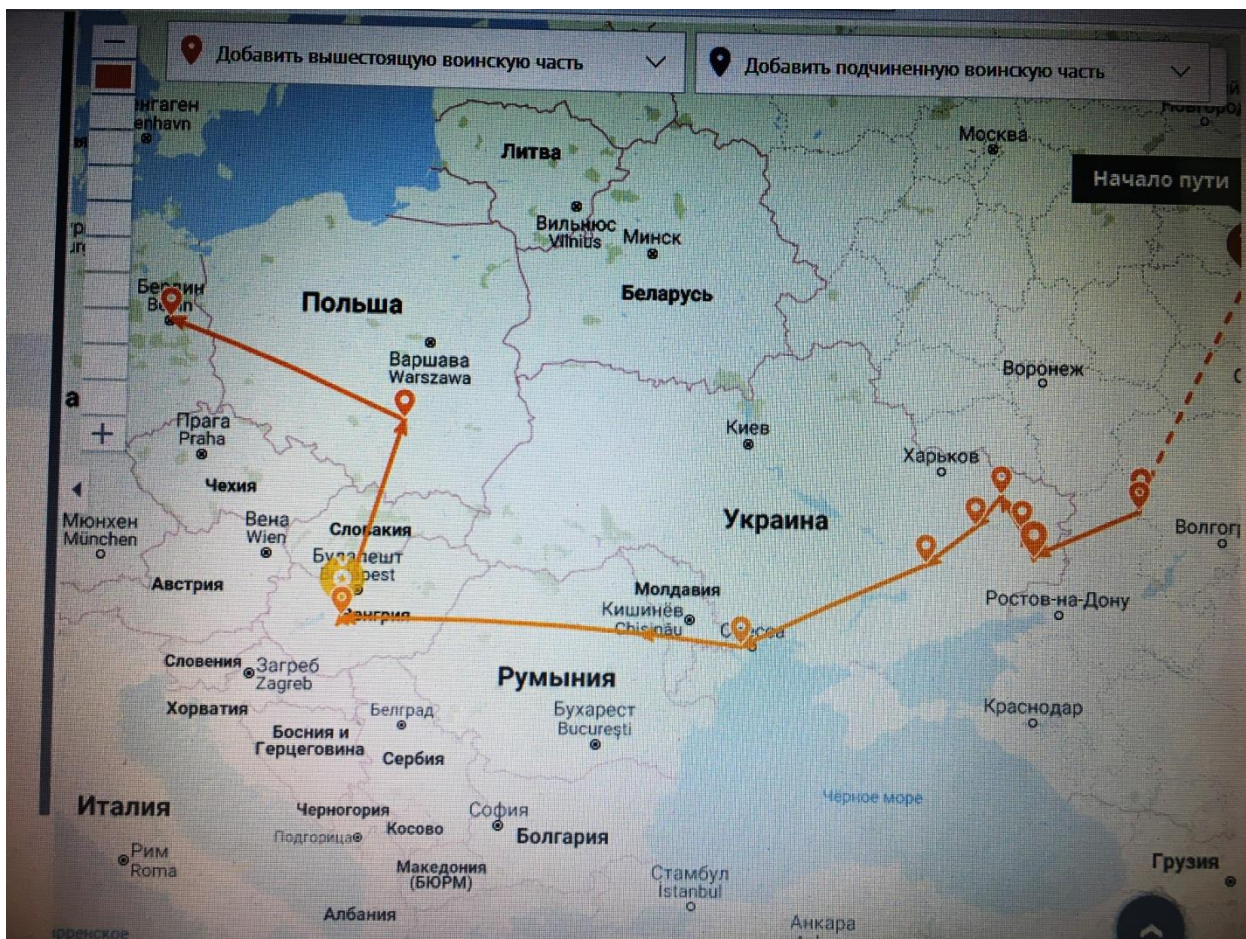 Добавить вышестоящую воинскую часть
Добавить подчиненную воинскую часть
Москва
Литва
Начало пути
Вильнюс
Vilnius
Минск
Беларусь
Польша
Варшава
Warszawa
Воронеж
Прага
Praha
Киев
Харьков
Чехия
Мюнхен
München
Вена
Wien
Словакия
Украина
Австрия
Молдавия
Кишинёв
Chișinău
Ростов-на-Дону
Словения
Загреб
Zagreb
Румыния
Хорватия
Белград
Бухарест
București
Краснодар
Босния и
Герцеговина
Сербия
Италия
Черногория
София
Чёрное море
Подгорица
Косово
Болгария
Рим
Roma
Македония
(БЮРМ)
Стамбул
İstanbul
Грузия
Албания
Анкара